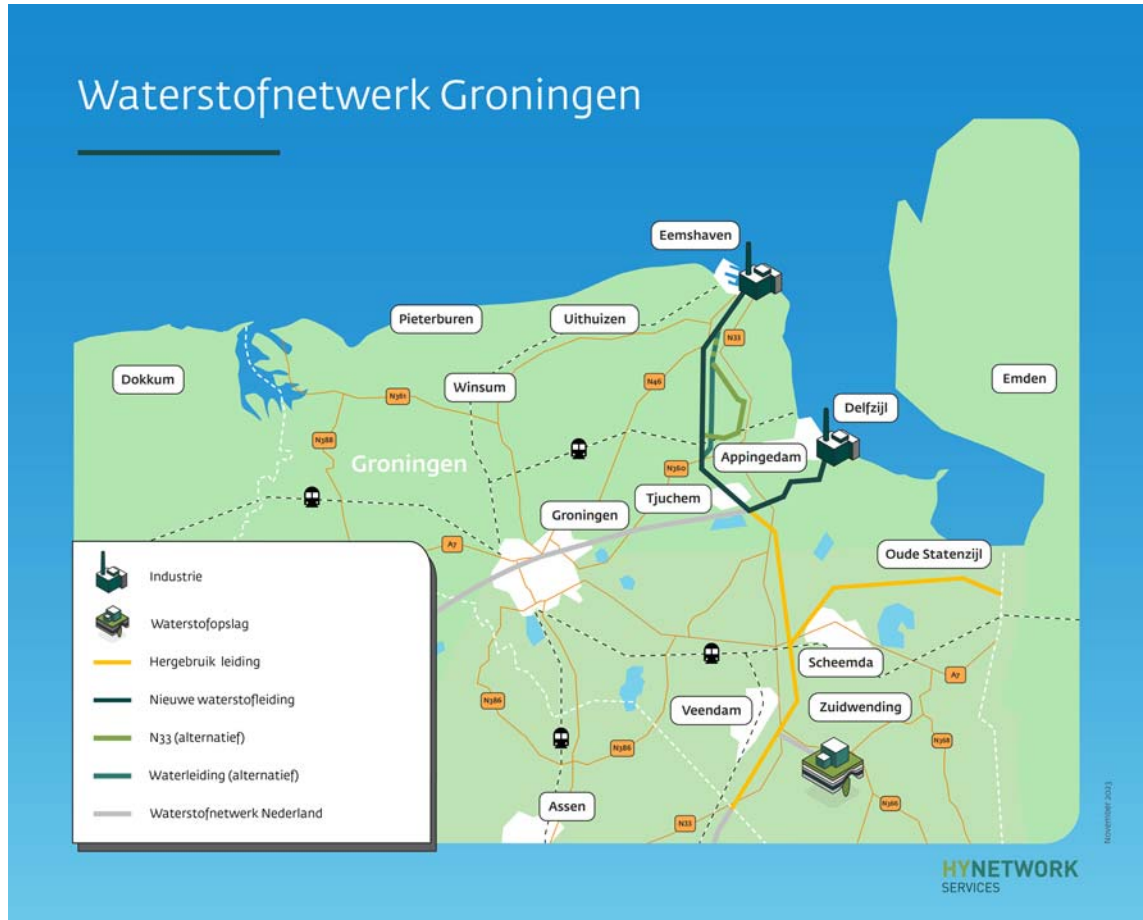 Waterstofnetwerk Groningen
Eemshaven
Pieterburen
Uithuizen
N33
Dokkum
Winsum
N46
Emden
N361
Delfzijl
N388
Groningen
N360
Appingedam
Tjuchem
Groningen
A7
Oude Statenzijl
Industrie
Waterstofopslag
Hergebruik leiding
Nieuwe waterstofleiding
N33 (alternatief)
Waterleiding (alternatief)
Waterstofnetwerk Nederland
Scheemda
A7
N386
Veendam
Zuidwending
N386
N368
Assen
N33
N366
November 2023
HYNETWORK
SERVICES